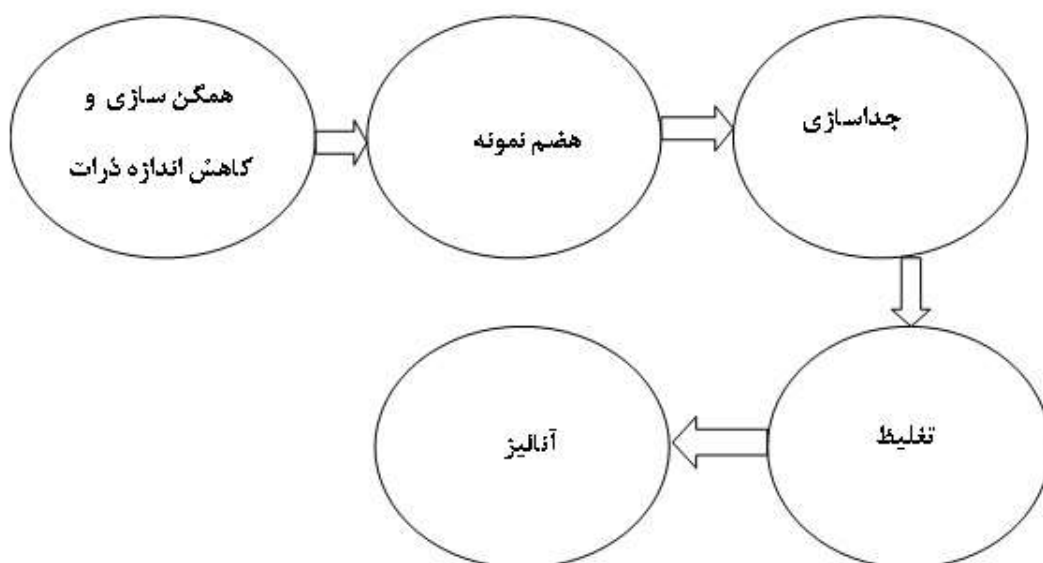 همگن سازی و
کاهش اندازه ذرات
هضم نمونه
جداسازی
تغلیظ
آنالیز